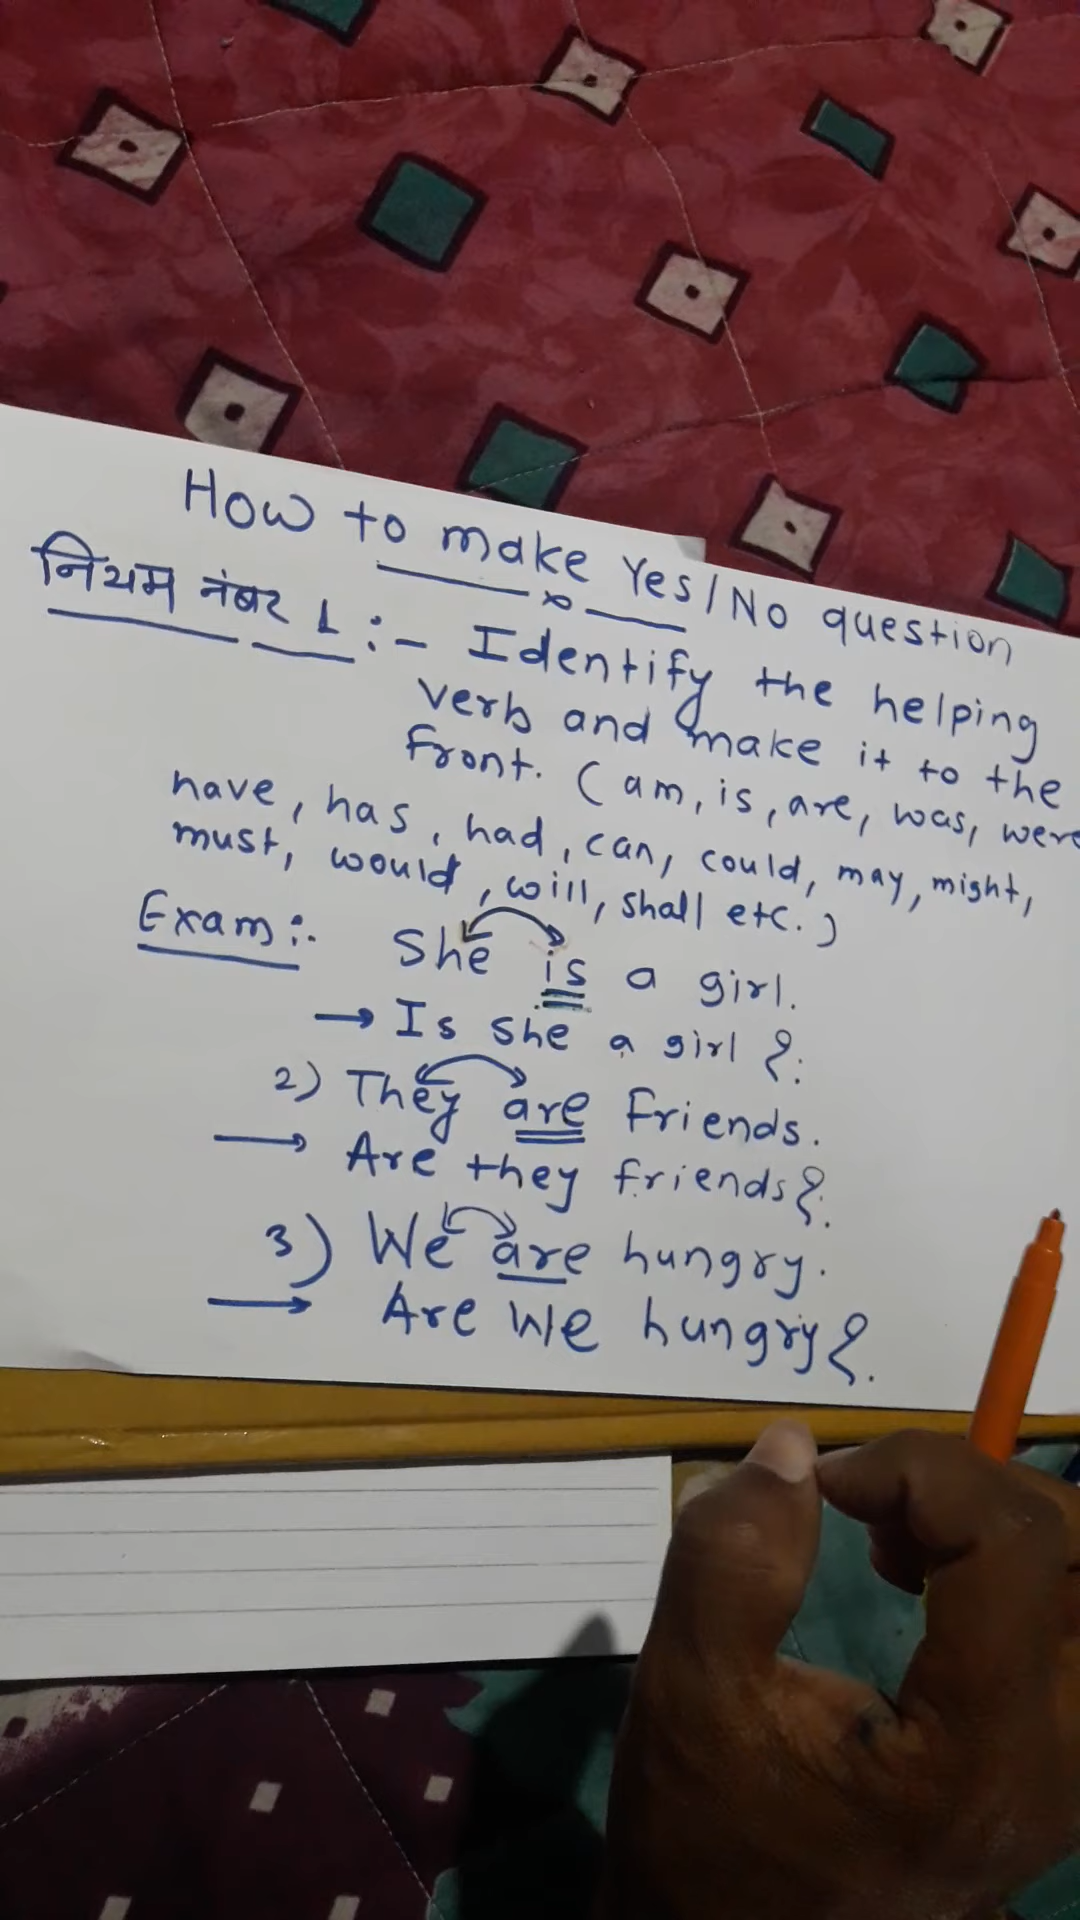 How to make Yes/No question
नियम नंबर 1 :- Identify the helping
verb and make it to the
front. (am, is, are, was, were
have, has, had, can, could, may, might,
must, would, will, shall etc.)
Exam :- She is a girl.
→ Is she a girl ?
2) They are friends.
→ Are they friends?
3) We are hungry.
→ Are we hungry?